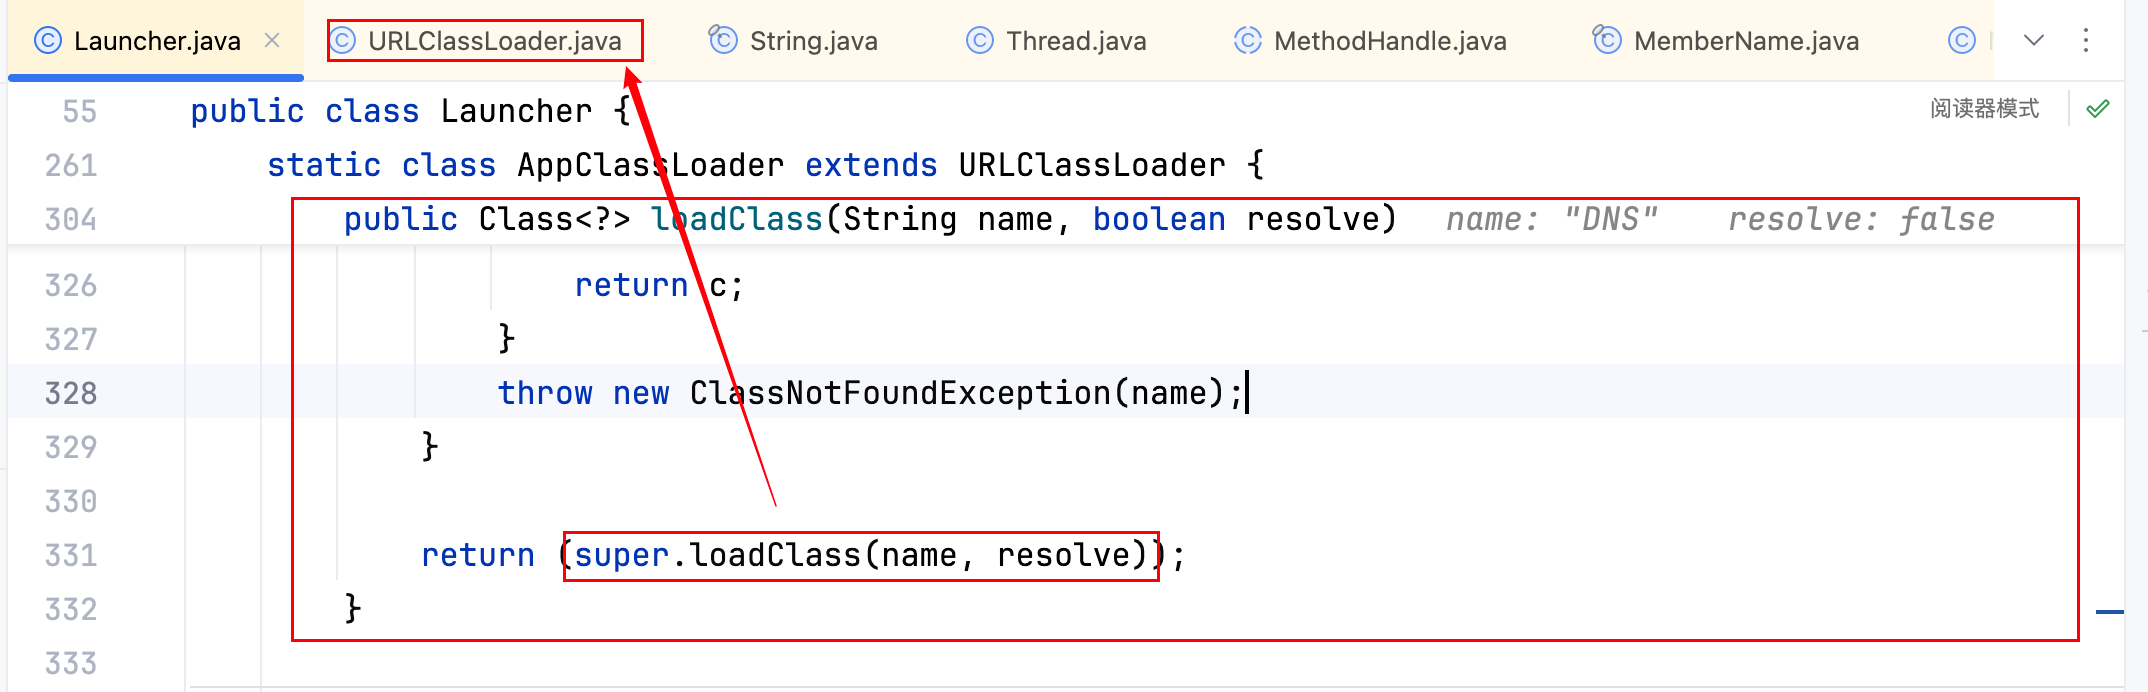 Launcher.java × URLClassLoader.java String.java Thread.java MethodHandle.java MemberName.java
55 public class Launcher { 阅读器模式
261 static class AppClassLoader extends URLClassLoader {
304 public Class<?> loadClass(String name, boolean resolve) name: "DNS" resolve: false
326 return c;
327 }
328 throw new ClassNotFoundException(name);
329 }
330
331 return (super.loadClass(name, resolve));
332 }
333